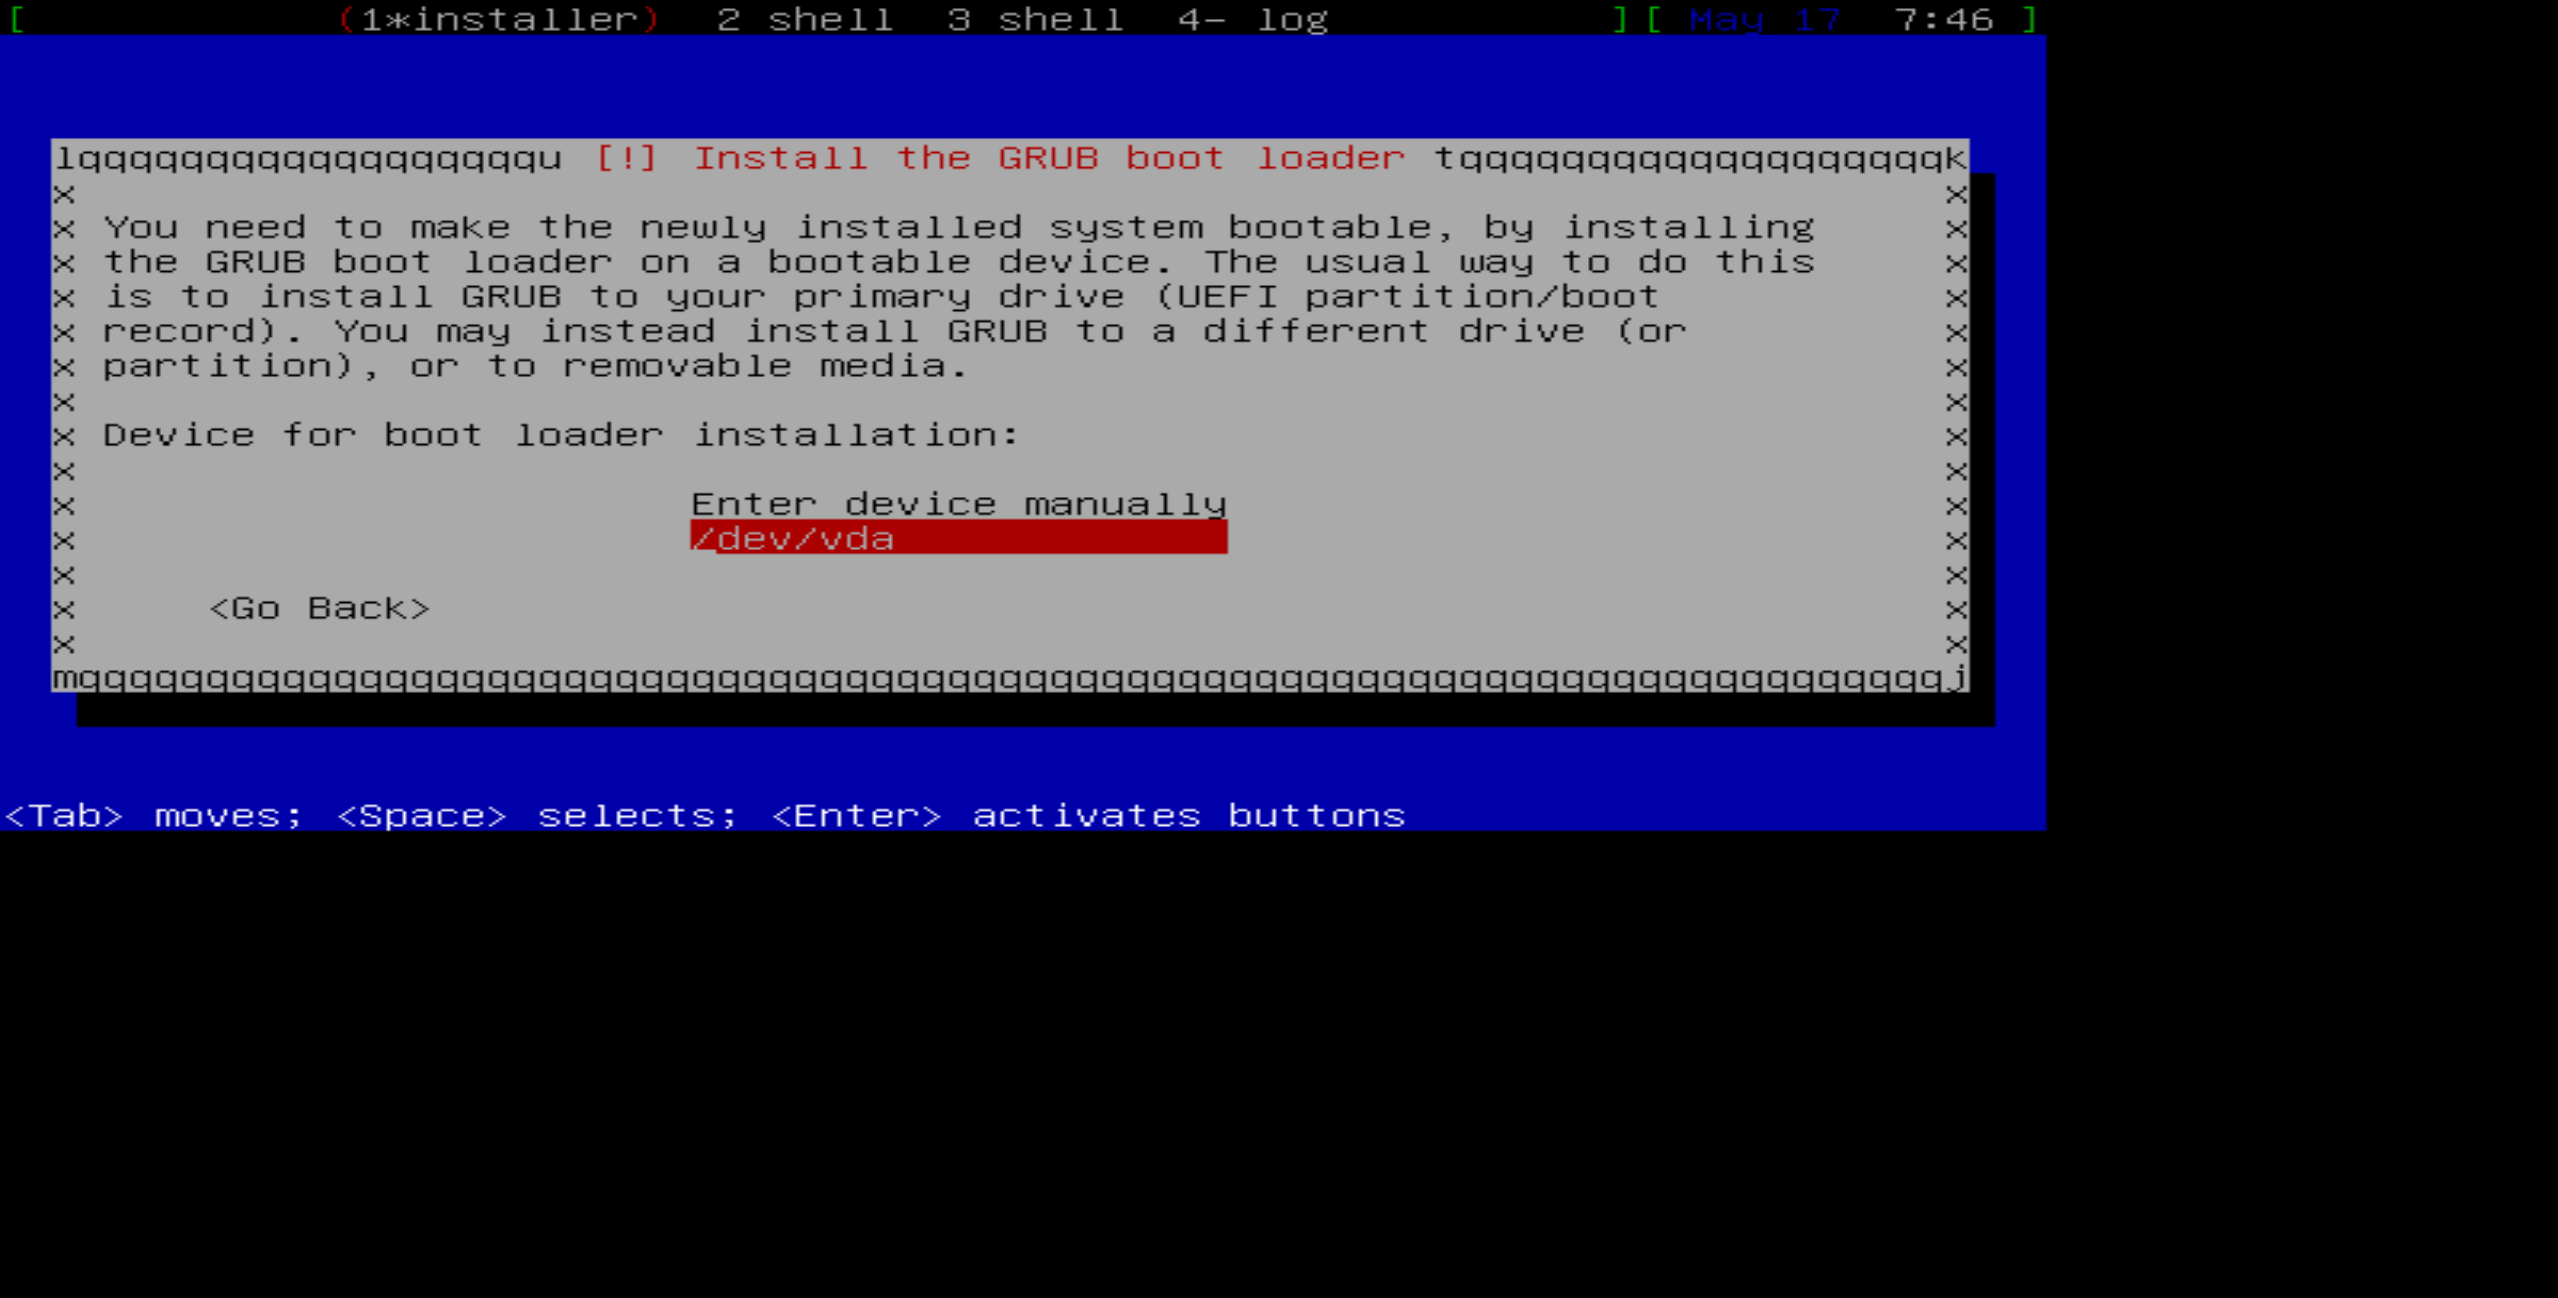 [ (1*installer) 2 shell 3 shell 4- log ][ May 17 7:46 ]
lqqqqqqqqqqqqqqqqqqqu [!] Install the GRUB boot loader tqqqqqqqqqqqqqqqqqqqqk
x x
x You need to make the newly installed system bootable, by installing x
x the GRUB boot loader on a bootable device. The usual way to do this x
x is to install GRUB to your primary drive (UEFI partition/boot x
x record). You may instead install GRUB to a different drive (or x
x partition), or to removable media. x
x x
x Device for boot loader installation: x
x x
x Enter device manually x
x /dev/vda x
x x
x <Go Back> x
x x
mqqqqqqqqqqqqqqqqqqqqqqqqqqqqqqqqqqqqqqqqqqqqqqqqqqqqqqqqqqqqqqqqqqqqqqqqqj
<Tab> moves; <Space> selects; <Enter> activates buttons